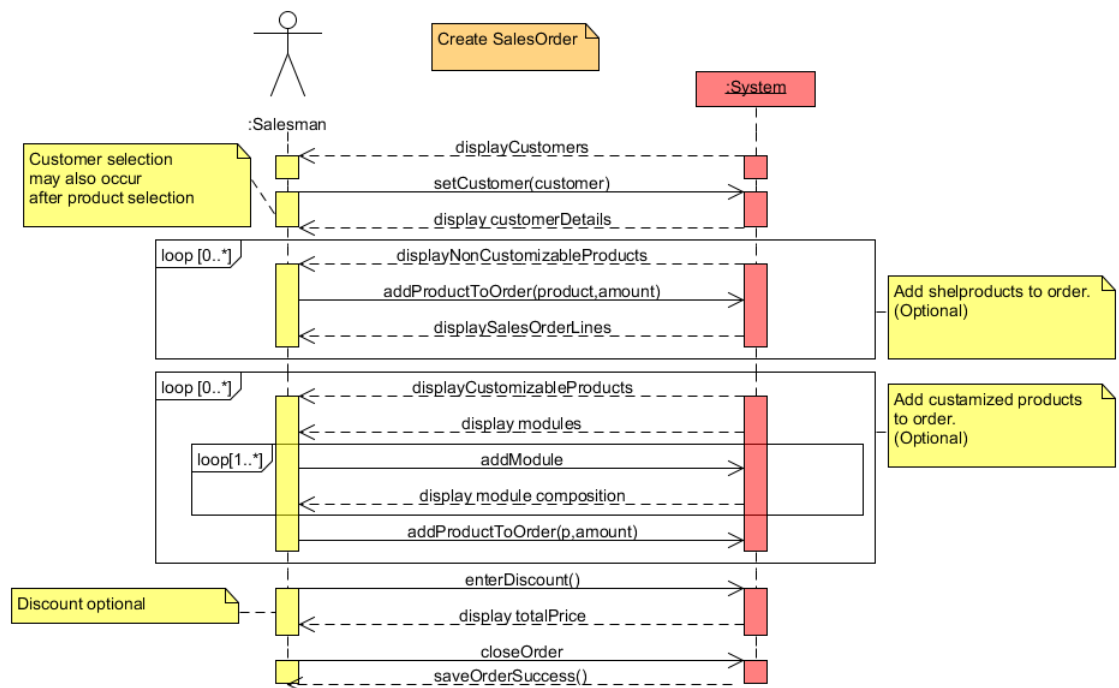 Create SalesOrder
:System
:Salesman
displayCustomers
Customer selection
may also occur
after product selection
setCustomer(customer)
display customerDetails
loop [0..*]
displayNonCustomizableProducts
addProductToOrder(product,amount)
displaySalesOrderLines
Add shelproducts to order.
(Optional)
loop [0..*]
displayCustomizableProducts
display modules
Add custamized products
to order.
(Optional)
loop[1..*]
addModule
display module composition
addProductToOrder(p,amount)
enterDiscount()
Discount optional
display totalPrice
closeOrder
saveOrderSuccess()